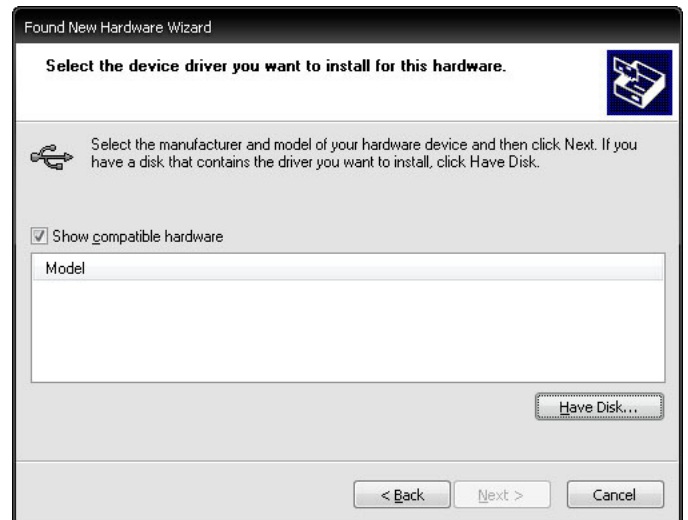 Found New Hardware Wizard
Select the device driver you want to install for this hardware.
Select the manufacturer and model of your hardware device and then click Next. If you
have a disk that contains the driver you want to install, click Have Disk.
Show compatible hardware
Model
Have Disk...
< Back
Next >
Cancel